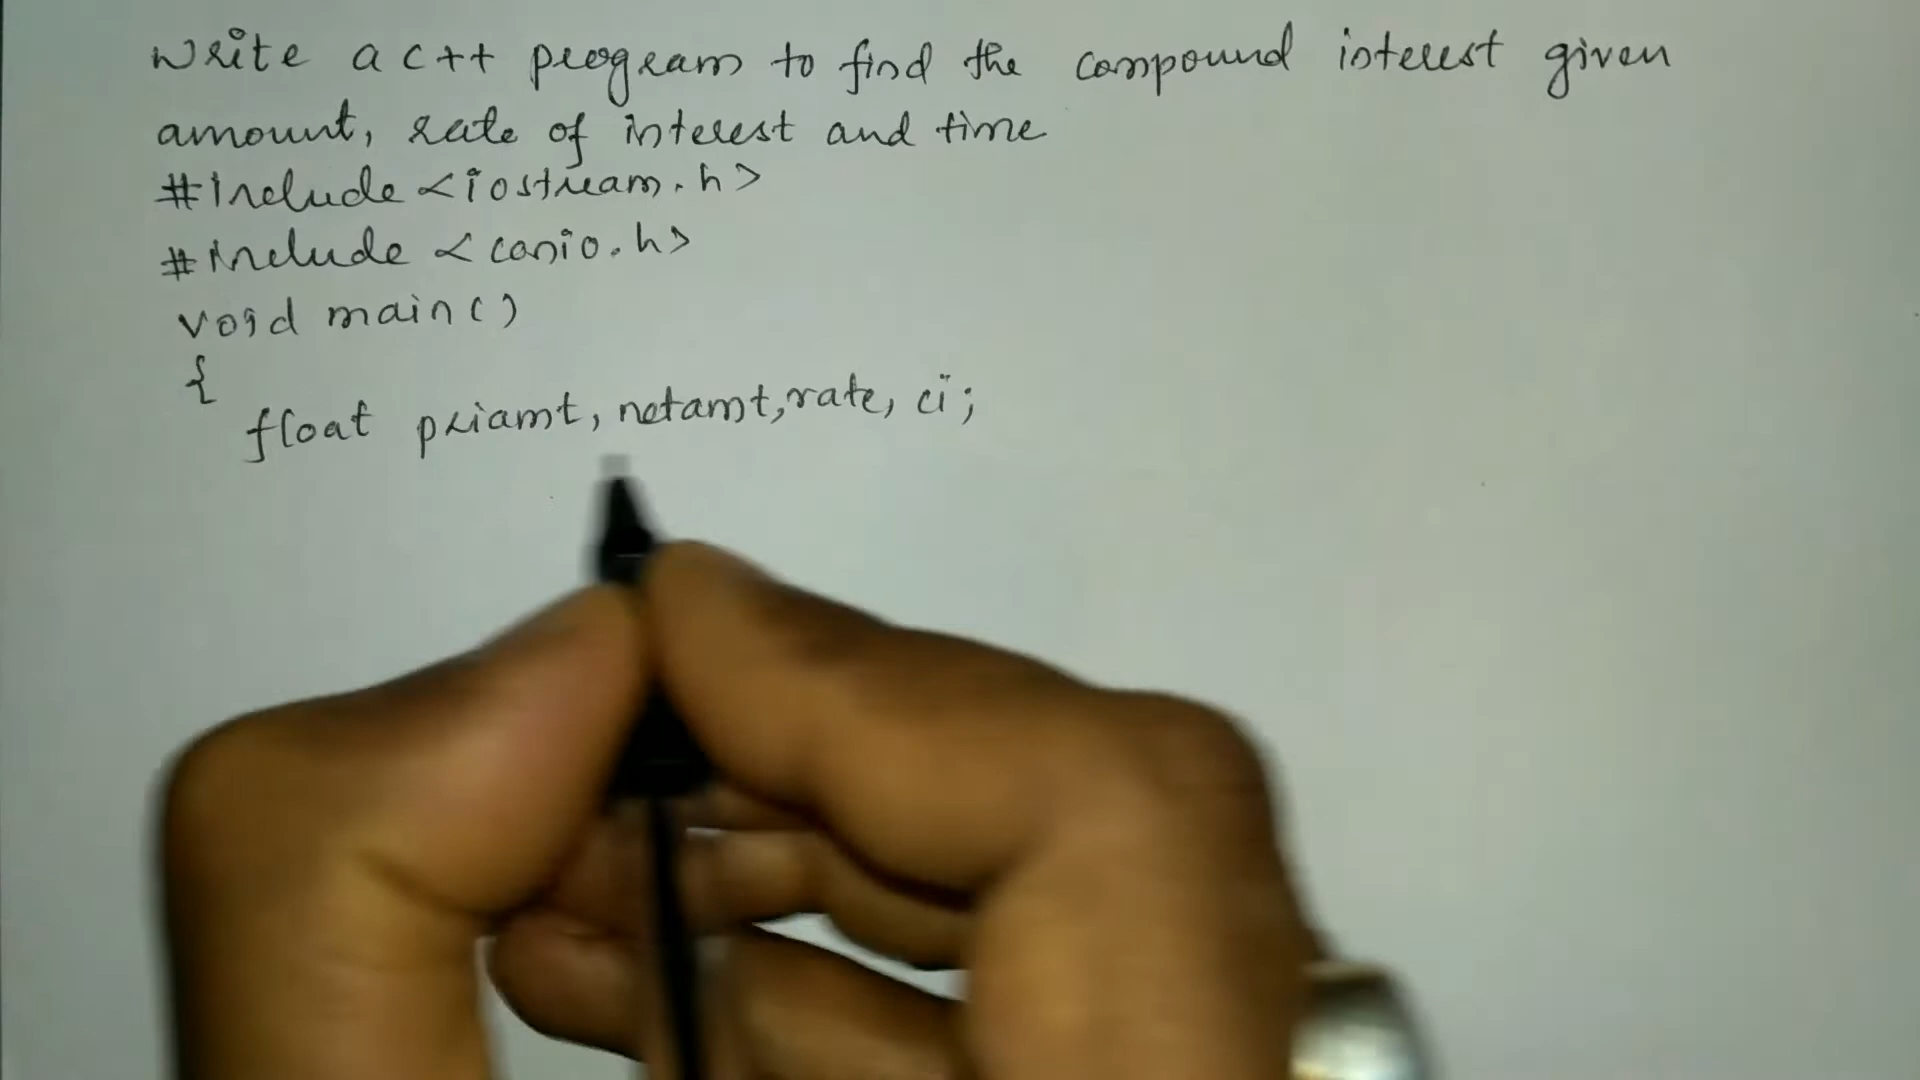 Write a c++ program to find the compound interest given
amount, rate of interest and time
#include <iostream.h>
#include <conio.h>
void main()
{
float priamt, netamt, rate, ci;